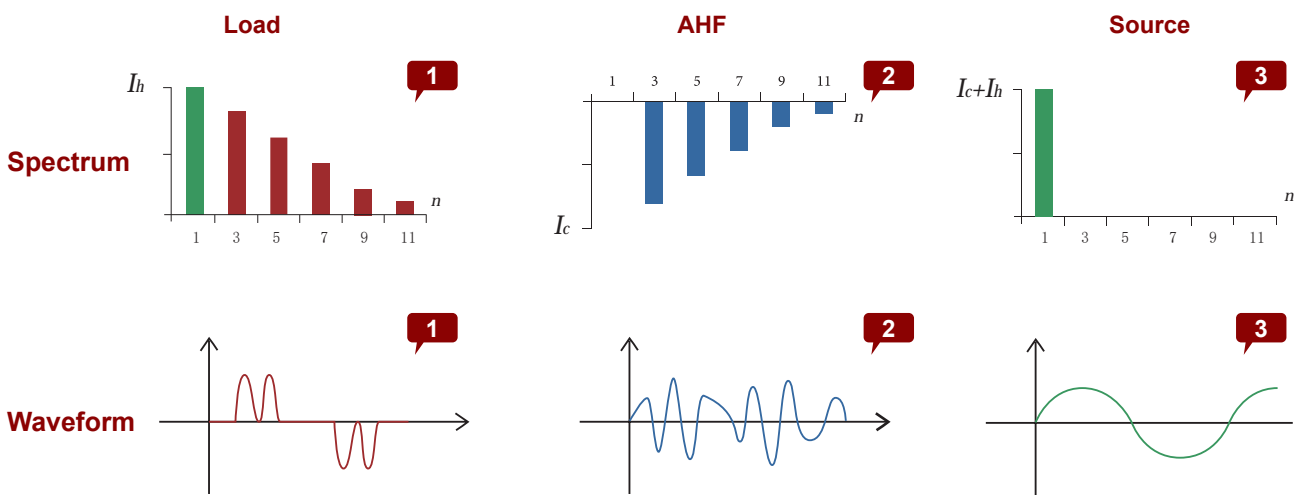 Load AHF Source
1 2 3
Ih Ic+Ih
1 3 5 7 9 11
n n n
Spectrum
Ic
1 3 5 7 9 11
1 3 5 7 9 11
1 2 3
Waveform